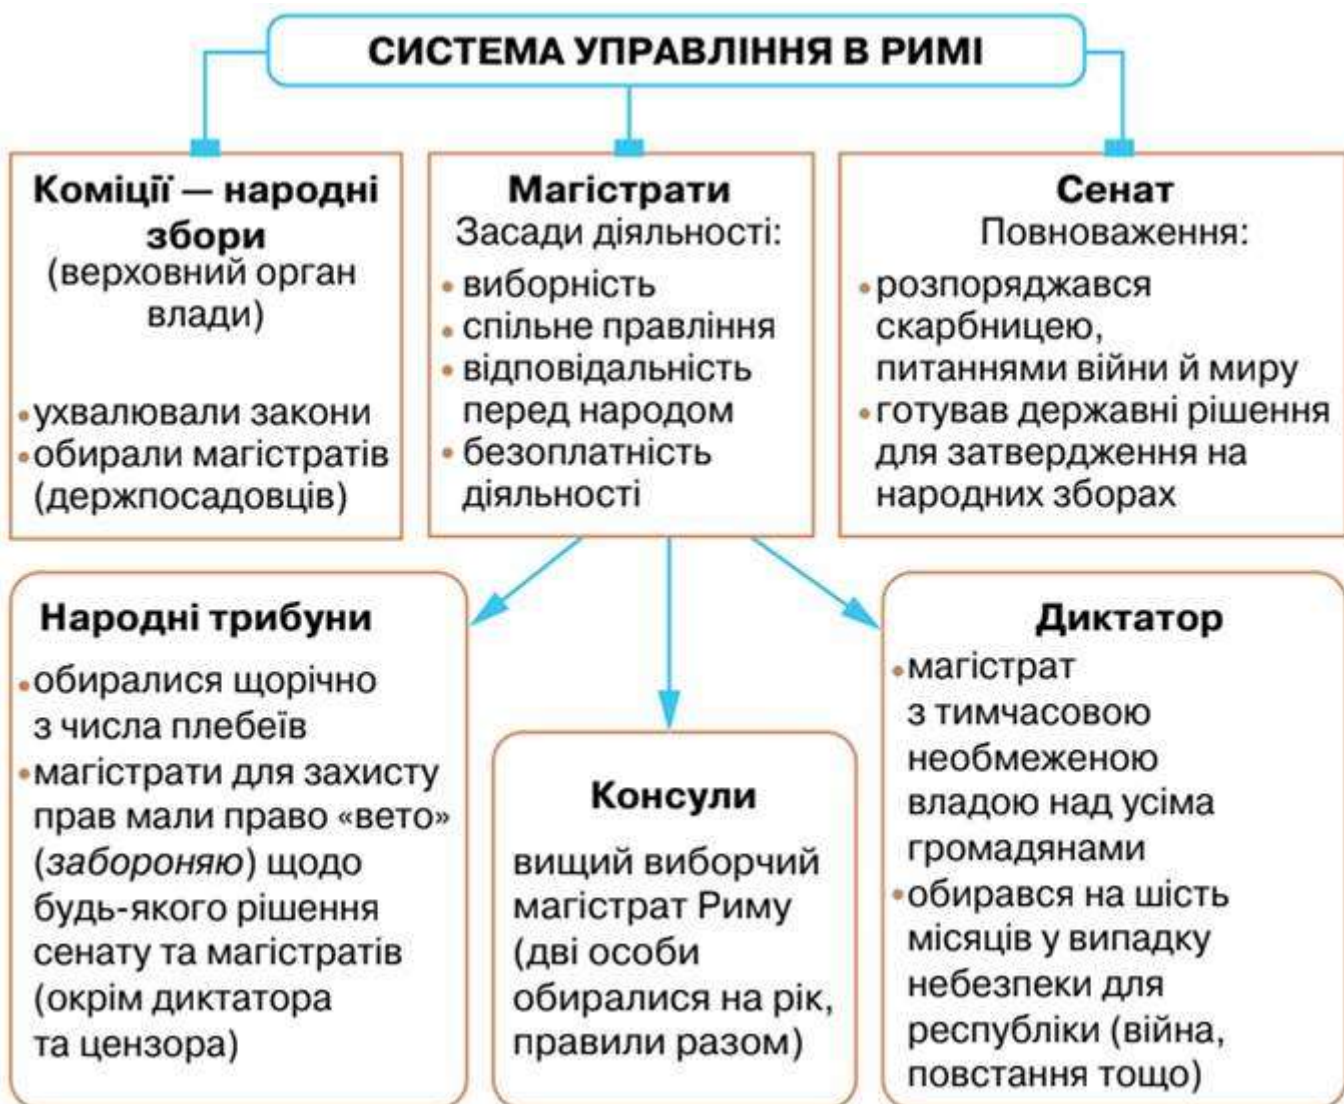 СИСТЕМА УПРАВЛІННЯ В РИМІ
Коміції — народні
збори
(верховний орган
влади)
• ухвалювали закони
• обирали магістратів
(держпосадовців)
Магістрати
Засади діяльності:
• виборність
• спільне правління
• відповідальність
перед народом
• безоплатність
діяльності
Сенат
Повноваження:
• розпоряджався
скарбницею,
питаннями війни й миру
• готував державні рішення
для затвердження на
народних зборах
Народні трибуни
• обиралися щорічно
з числа плебеїв
• магістрати для захисту
прав мали право «вето»
(забороняю) щодо
будь-якого рішення
сенату та магістратів
(окрім диктатора
та цензора)
Консули
вищий виборчий
магістрат Риму
(дві особи
обиралися на рік,
правили разом)
Диктатор
• магістрат
з тимчасовою
необмеженою
владою над усіма
громадянами
• обирався на шість
місяців у випадку
небезпеки для
республіки (війна,
повстання тощо)